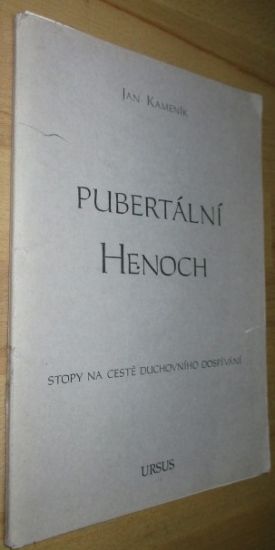 JAN KAMENÍK
PUBERTÁLNÍ
HENOCH
STOPY NA CESTĚ DUCHOVNÍHO DOSPÍVÁNÍ
URSUS